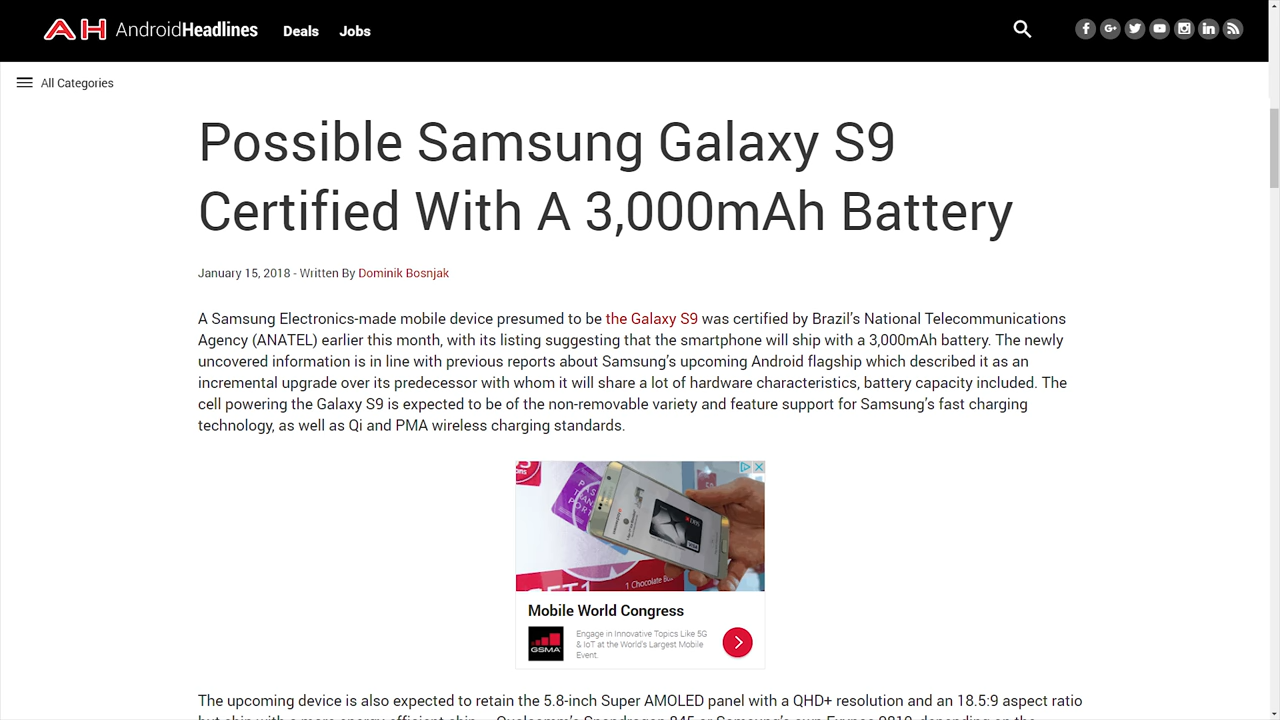 AH AndroidHeadlines Deals Jobs
All Categories
Possible Samsung Galaxy S9
Certified With A 3,000mAh Battery
January 15, 2018 - Written By Dominik Bosnjak
A Samsung Electronics-made mobile device presumed to be the Galaxy S9 was certified by Brazil's National Telecommunications
Agency (ANATEL) earlier this month, with its listing suggesting that the smartphone will ship with a 3,000mAh battery. The newly
uncovered information is in line with previous reports about Samsung's upcoming Android flagship which described it as an
incremental upgrade over its predecessor with whom it will share a lot of hardware characteristics, battery capacity included. The
cell powering the Galaxy S9 is expected to be of the non-removable variety and feature support for Samsung's fast charging
technology, as well as Qi and PMA wireless charging standards.
1 Chocolate
Mobile World Congress
GSMA
Engage in Innovative Topics Like 5G
& IoT at the World's Largest Mobile
Event.
The upcoming device is also expected to retain the 5.8-inch Super AMOLED panel with a QHD+ resolution and an 18.5:9 aspect ratio